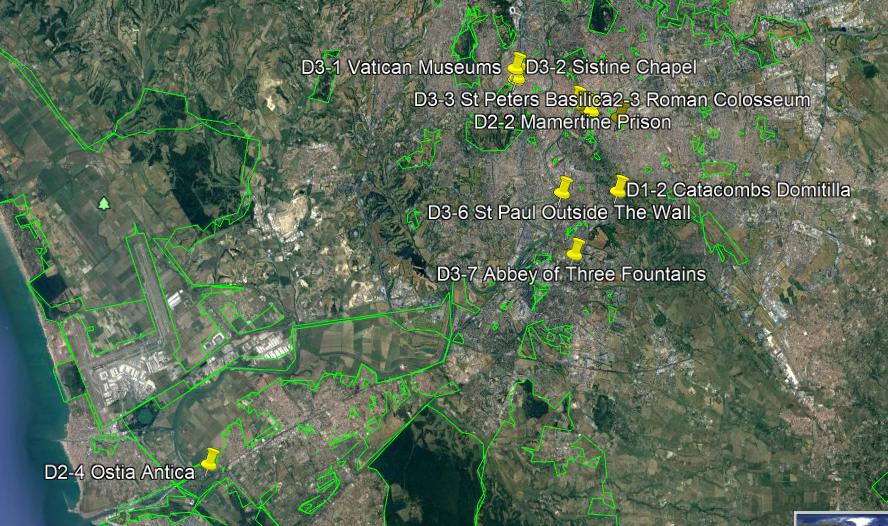 D3-1 Vatican Museums
D3-2 Sistine Chapel
D3-3 St Peters Basilica
2-3 Roman Colosseum
D2-2 Mamertine Prison
D1-2 Catacombs Domitilla
D3-6 St Paul Outside The Wall
D3-7 Abbey of Three Fountains
D2-4 Ostia Antica